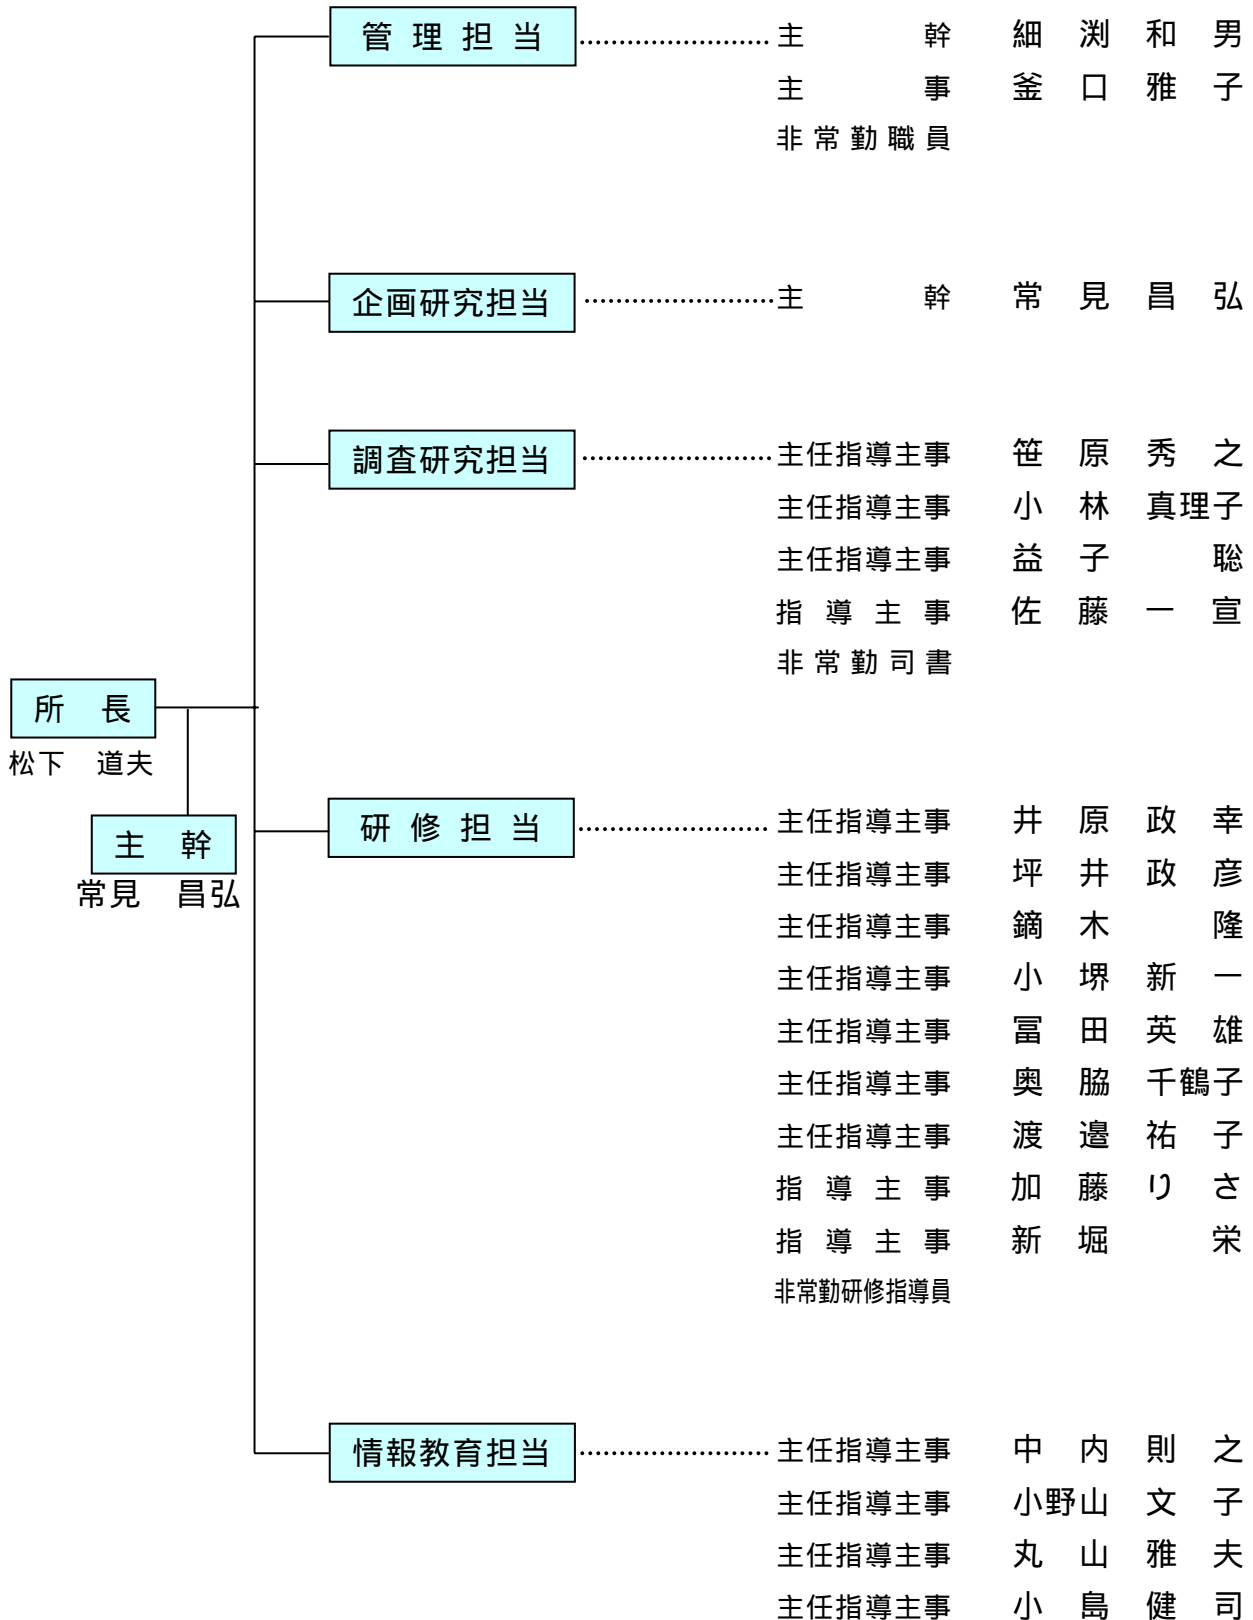 管理担当 主幹 細渕和男
主事 釜口雅子
非常勤職員
企画研究担当 主幹 常見昌弘
調査研究担当 主任指導主事 笹原秀之
主任指導主事 小林真理子
主任指導主事 益子聡
指導主事 佐藤一宣
非常勤司書
所長
松下 道夫
主幹
常見 昌弘
研修担当 主任指導主事 井原政幸
主任指導主事 坪井政彦
主任指導主事 鏑木隆
主任指導主事 小堺新一
主任指導主事 冨田英雄
主任指導主事 奥脇千鶴子
主任指導主事 渡邉祐子
指導主事 加藤りさ
指導主事 新堀栄
非常勤研修指導員
情報教育担当 主任指導主事 中内則之
主任指導主事 小野山文子
主任指導主事 丸山雅夫
主任指導主事 小島健司